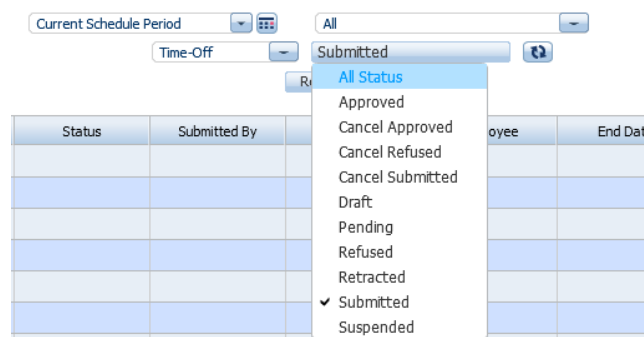 Current Schedule Period All
Time-Off Submitted
All Status
Approved
Status Submitted By End Dat
Cancel Approved
Cancel Refused
Cancel Submitted
Draft
Pending
Refused
Retracted
Submitted
Suspended